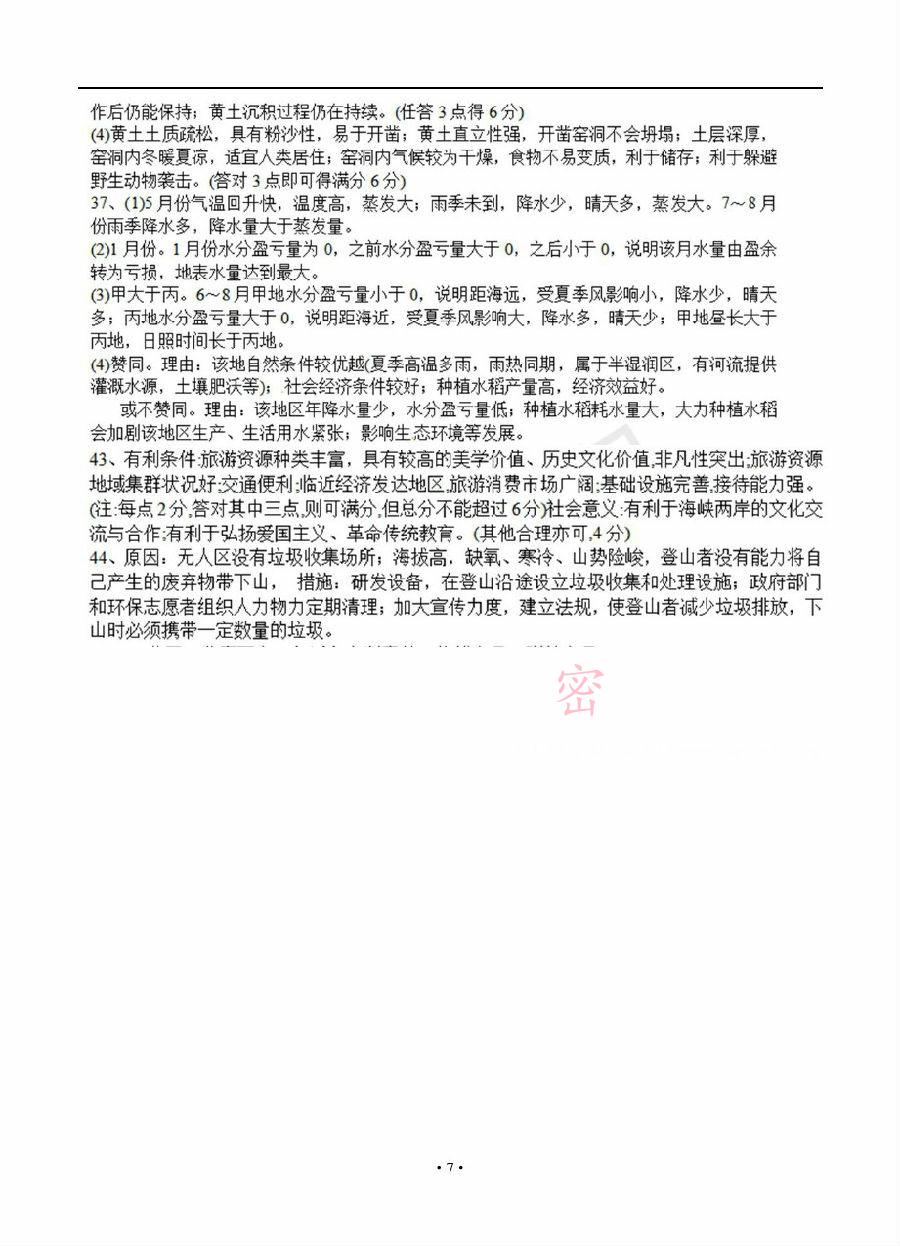 作后仍能保持；黄土沉积过程仍在持续。(任答 3 点得 6 分)
(4)黄土土质疏松，具有粉沙性，易于开凿；黄土直立性强，开凿窑洞不会坍塌；土层深厚，
窑洞内冬暖夏凉，适宜人类居住；窑洞内气候较为干燥，食物不易变质，利于储存；利于躲避
野生动物袭击。(答对 3 点即可得满分 6 分)
37、(1)5 月份气温回升快，温度高，蒸发大；雨季未到，降水少，晴天多，蒸发大。7～8 月
份雨季降水多，降水量大于蒸发量。
(2)1 月份。1 月份水分盈亏量为 0，之前水分盈亏量大于 0，之后小于 0，说明该月水量由盈余
转为亏损，地表水量达到最大。
(3)甲大于丙。6～8 月甲地水分盈亏量小于 0，说明距海远，受夏季风影响小，降水少，晴天
多；丙地水分盈亏量大于 0，说明距海近，受夏季风影响大，降水多，晴天少；甲地昼长大于
丙地，日照时间长于丙地。
(4)赞同。理由：该地自然条件较优越(夏季高温多雨，雨热同期，属于半湿润区，有河流提供
灌溉水源，土壤肥沃等)；社会经济条件较好；种植水稻产量高，经济效益好。
或不赞同。理由：该地区年降水量少，水分盈亏量低；种植水稻耗水量大，大力种植水稻
会加剧该地区生产、生活用水紧张；影响生态环境等发展。
43、有利条件:旅游资源种类丰富，具有较高的美学价值、历史文化价值,非凡性突出;旅游资源
地域集群状况好;交通便利;临近经济发达地区,旅游消费市场广阔;基础设施完善,接待能力强。
(注:每点 2 分,答对其中三点,则可满分,但总分不能超过 6 分)社会意义:有利于海峡两岸的文化交
流与合作;有利于弘扬爱国主义、革命传统教育。(其他合理亦可,4 分)
44、原因：无人区没有垃圾收集场所；海拔高，缺氧、寒冷、山势险峻，登山者没有能力将自
己产生的废弃物带下山， 措施：研发设备，在登山沿途设立垃圾收集和处理设施；政府部门
和环保志愿者组织人力物力定期清理；加大宣传力度，建立法规，使登山者减少垃圾排放，下
山时必须携带一定数量的垃圾。
密
• 7 •